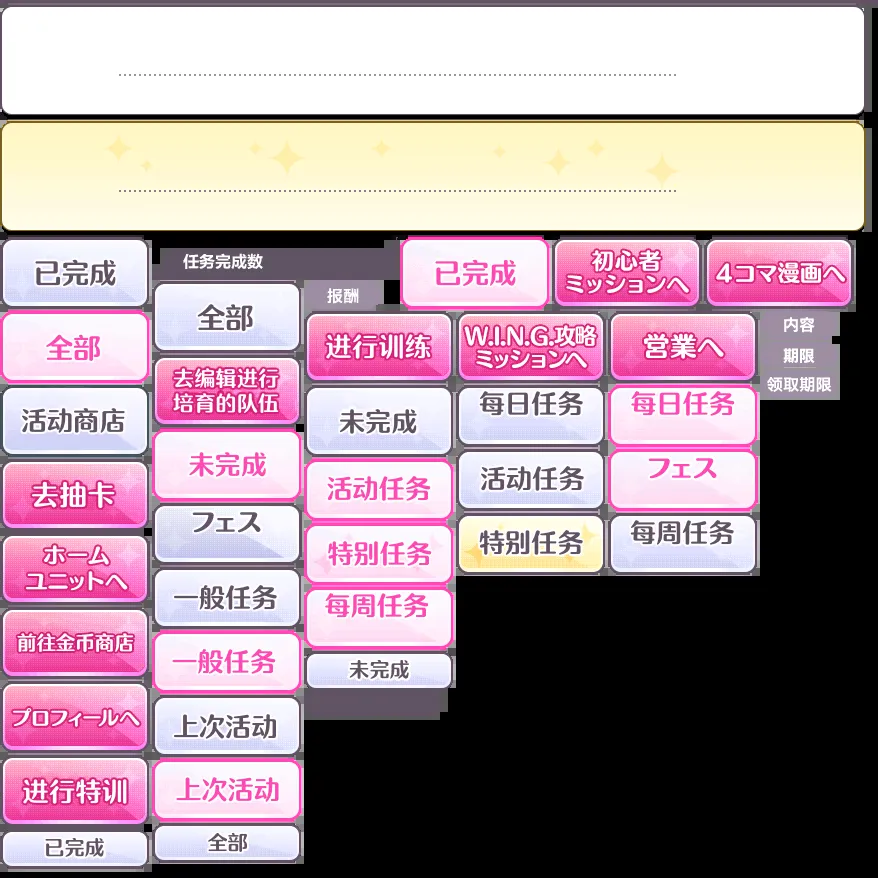 已完成
全部
活动商店
去抽卡
ホーム
ユニットへ
前往金币商店
プロフィールへ
进行特训
已完成
任务完成数
全部
去编辑进行
培育的队伍
未完成
フェス
一般任务
一般任务
上次活动
上次活动
全部
报酬
进行训练
未完成
活动任务
特别任务
每周任务
未完成
已完成
W.I.N.G.攻略
ミッションへ
每日任务
活动任务
特别任务
初心者
ミッションへ
営業へ
每日任务
フェス
每周任务
4コマ漫画へ
内容
期限
领取期限